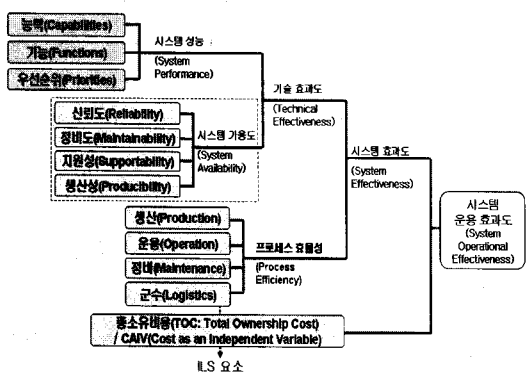 능력(Capabilities)
기능(Functions)
우선순위(Priorities)
시스템 성능
(System
Performance)
신뢰도(Reliability)
정비도(Maintainability)
지원성(Supportability)
생산성(Producibility)
시스템 가용도
(System
Availability)
기술 효과도
(Technical
Effectiveness)
생산(Production)
운용(Operation)
정비(Maintenance)
군수(Logistics)
프로세스 효율성
(Process
Efficiency)
시스템 효과도
(System
Effectiveness)
총소유비용(TOC: Total Ownership Cost)
/ CAIV(Cost as an Independent Variable)
시스템
운용 효과도
(System
Operational
Effectiveness)
ILS 요소